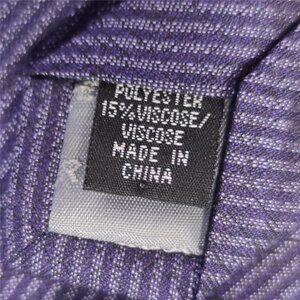 POLYESTER
15%VISCOSE/
VISCOSE
MADE IN
CHINA